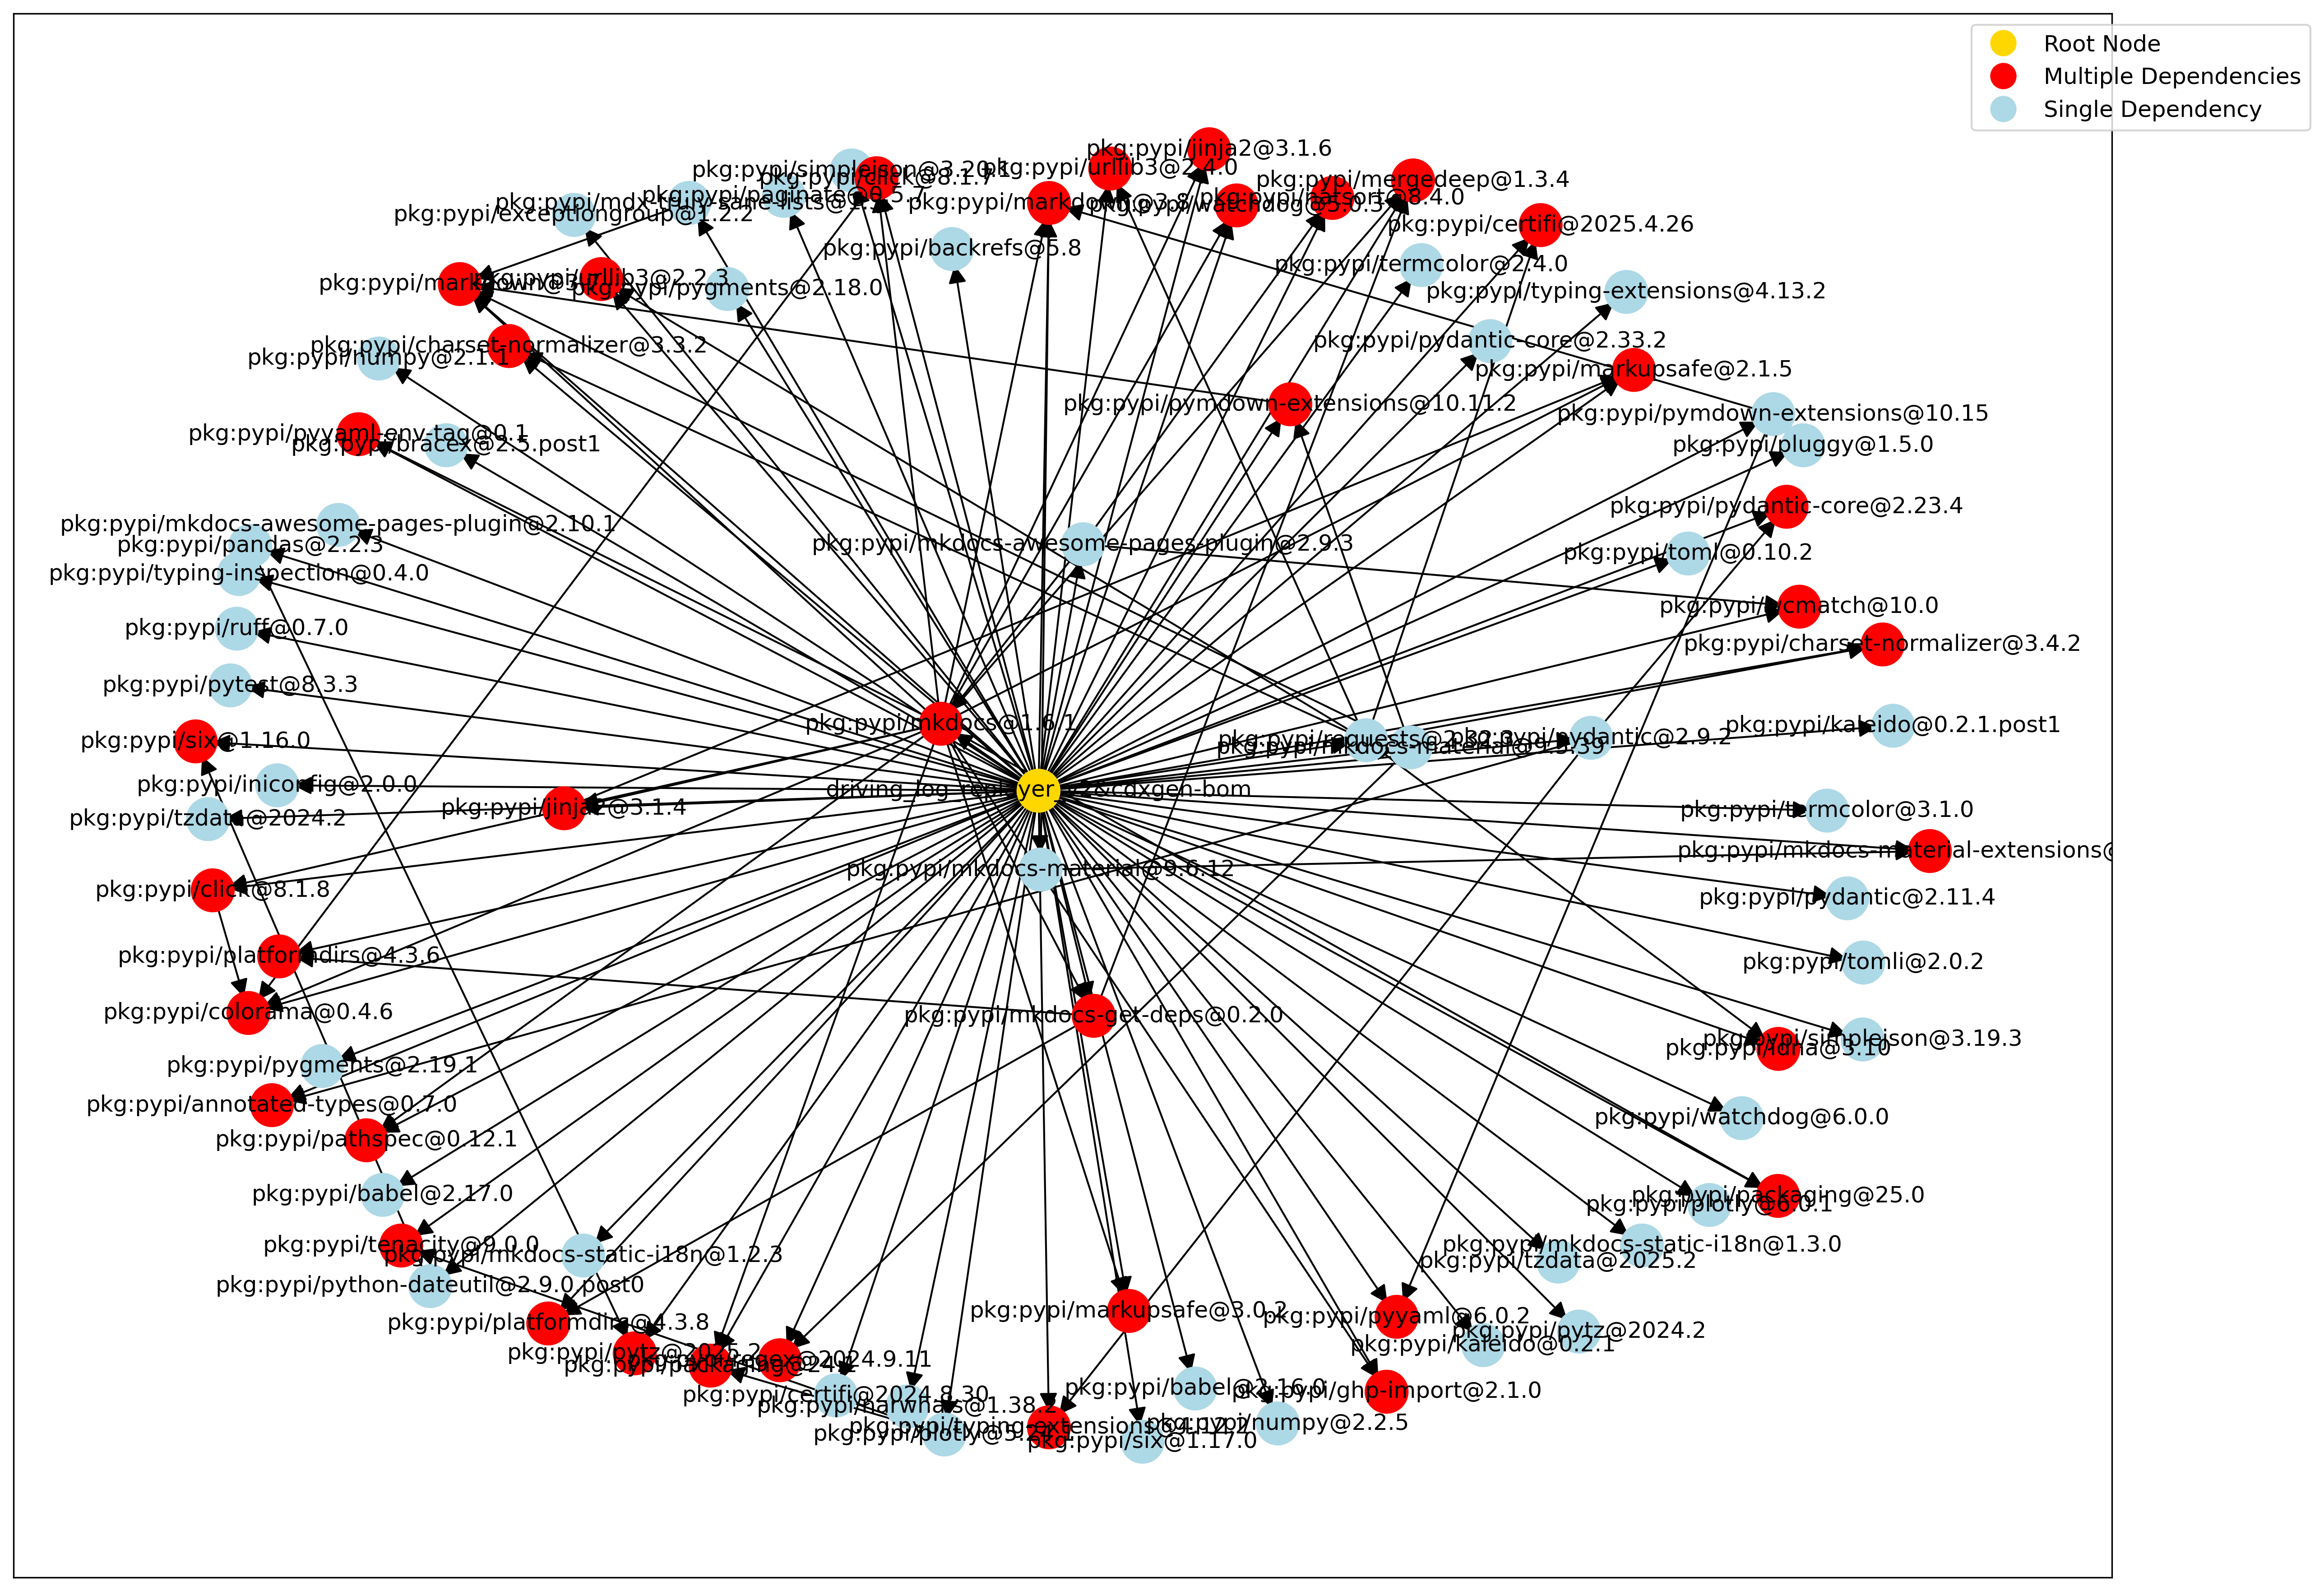 Root Node
Multiple Dependencies
Single Dependency
pkg:pypi/jinja2@3.1.6
pkg:pypi/simplejson@3.20.1
pkg:pypi/urllib3@2.4.0
pkg:pypi/click@8.1.7
pkg:pypi/mergedeep@1.3.4
pkg:pypi/paginate@0.5.7
pkg:pypi/natsort@8.4.0
pkg:pypi/markdown@3.8
pkg:pypi/watchdog@5.0.3
pkg:pypi/exceptiongroup@1.2.2
pkg:pypi/certifi@2025.4.26
pkg:pypi/backrefs@5.8
pkg:pypi/termcolor@2.4.0
pkg:pypi/urllib3@2.2.3
pkg:pypi/markdown@3.7
pkg:pypi/pygments@2.18.0
pkg:pypi/typing-extensions@4.13.2
pkg:pypi/pydantic-core@2.33.2
pkg:pypi/charset-normalizer@3.3.2
pkg:pypi/numpy@2.1.1
pkg:pypi/markupsafe@2.1.5
pkg:pypi/pymdown-extensions@10.11.2
pkg:pypi/pymdown-extensions@10.15
pkg:pypi/pyyaml-env-tag@0.1
pkg:pypi/bracex@2.5.post1
pkg:pypi/pluggy@1.5.0
pkg:pypi/pydantic-core@2.23.4
pkg:pypi/mkdocs-awesome-pages-plugin@2.10.1
pkg:pypi/pandas@2.2.3
pkg:pypi/mkdocs-awesome-pages-plugin@2.9.3
pkg:pypi/toml@0.10.2
pkg:pypi/typing-inspection@0.4.0
pkg:pypi/wcmatch@10.0
pkg:pypi/ruff@0.7.0
pkg:pypi/charset-normalizer@3.4.2
pkg:pypi/pytest@8.3.3
pkg:pypi/mkdocs@1.6.1
pkg:pypi/kaleido@0.2.1.post1
pkg:pypi/six@1.16.0
pkg:pypi/requests@2.32.3
pkg:pypi/pydantic@2.9.2
pkg:pypi/mkdocs-material@9.5.39
pkg:pypi/iniconfig@2.0.0
pkg:pypi/jinja2@3.1.4
pkg:pypi/termcolor@3.1.0
pkg:pypi/tzdata@2024.2
pkg:pypi/mkdocs-material-extensions@
pkg:pypi/mkdocs-material@9.6.12
pkg:pypi/click@8.1.8
pkg:pypi/pydantic@2.11.4
pkg:pypi/platformdirs@4.3.6
pkg:pypi/tomli@2.0.2
pkg:pypi/colorama@0.4.6
pkg:pypi/mkdocs-get-deps@0.2.0
pkg:pypi/simplejson@3.19.3
pkg:pypi/idna@3.10
pkg:pypi/pygments@2.19.1
pkg:pypi/annotated-types@0.7.0
pkg:pypi/watchdog@6.0.0
pkg:pypi/pathspec@0.12.1
pkg:pypi/babel@2.17.0
pkg:pypi/packaging@25.0
pkg:pypi/plotly@6.0.1
pkg:pypi/tenacity@9.0.0
pkg:pypi/mkdocs-static-i18n@1.2.3
pkg:pypi/mkdocs-static-i18n@1.3.0
pkg:pypi/tzdata@2025.2
pkg:pypi/python-dateutil@2.9.0.post0
pkg:pypi/markupsafe@3.0.2
pkg:pypi/pyyaml@6.0.2
pkg:pypi/platformdirs@4.3.8
pkg:pypi/pytz@2024.2
pkg:pypi/kaleido@0.2.1
pkg:pypi/pytz@2025.2
pkg:pypi/babel@2.16.0
pkg:pypi/ghp-import@2.1.0
pkg:pypi/certifi@2024.8.30
pkg:pypi/narwhals@1.38.2
pkg:pypi/numpy@2.2.5
pkg:pypi/typing-extensions@4.12.2
pkg:pypi/plotly@5.24.1
pkg:pypi/six@1.17.0